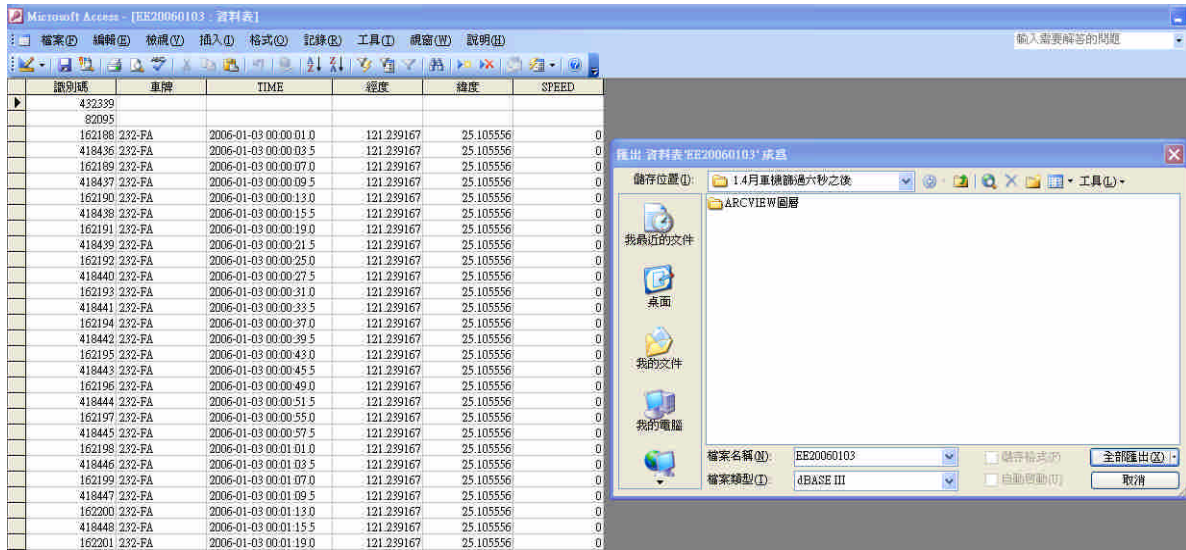 Microsoft Access - [EE20060103 : 資料表]
檔案(F) 編輯(E) 檢視(V) 插入(I) 格式(O) 記錄(R) 工具(T) 視窗(W) 說明(H) 輸入需要解答的問題
識別碼 車牌 TIME 經度 緯度 SPEED
432339
82095
162188 232-FA 2006-01-03 00:00:01.0 121.239167 25.105556 0
418436 232-FA 2006-01-03 00:00:03.5 121.239167 25.105556 0
162189 232-FA 2006-01-03 00:00:07.0 121.239167 25.105556 0
418437 232-FA 2006-01-03 00:00:09.5 121.239167 25.105556 0
162190 232-FA 2006-01-03 00:00:13.0 121.239167 25.105556 0
418438 232-FA 2006-01-03 00:00:15.5 121.239167 25.105556 0
162191 232-FA 2006-01-03 00:00:19.0 121.239167 25.105556 0
418439 232-FA 2006-01-03 00:00:21.5 121.239167 25.105556 0
162192 232-FA 2006-01-03 00:00:25.0 121.239167 25.105556 0
418440 232-FA 2006-01-03 00:00:27.5 121.239167 25.105556 0
162193 232-FA 2006-01-03 00:00:31.0 121.239167 25.105556 0
418441 232-FA 2006-01-03 00:00:33.5 121.239167 25.105556 0
162194 232-FA 2006-01-03 00:00:37.0 121.239167 25.105556 0
418442 232-FA 2006-01-03 00:00:39.5 121.239167 25.105556 0
162195 232-FA 2006-01-03 00:00:43.0 121.239167 25.105556 0
418443 232-FA 2006-01-03 00:00:45.5 121.239167 25.105556 0
162196 232-FA 2006-01-03 00:00:49.0 121.239167 25.105556 0
418444 232-FA 2006-01-03 00:00:51.5 121.239167 25.105556 0
162197 232-FA 2006-01-03 00:00:55.0 121.239167 25.105556 0
418445 232-FA 2006-01-03 00:00:57.5 121.239167 25.105556 0
162198 232-FA 2006-01-03 00:01:01.0 121.239167 25.105556 0
418446 232-FA 2006-01-03 00:01:03.5 121.239167 25.105556 0
162199 232-FA 2006-01-03 00:01:07.0 121.239167 25.105556 0
418447 232-FA 2006-01-03 00:01:09.5 121.239167 25.105556 0
162200 232-FA 2006-01-03 00:01:13.0 121.239167 25.105556 0
418448 232-FA 2006-01-03 00:01:15.5 121.239167 25.105556 0
162201 232-FA 2006-01-03 00:01:19.0 121.239167 25.105556 0
匯出 資料表'EE20060103' 成為
儲存位置(I): 1.4月車機篩過六秒之後 工具(L)
ARCVIEW圖層
我最近的文件
桌面
我的文件
我的電腦
檔案名稱(N): EE20060103 儲存格式(F) 全部匯出(X)
檔案類型(T): dBASE III 自動啟動(U) 取消